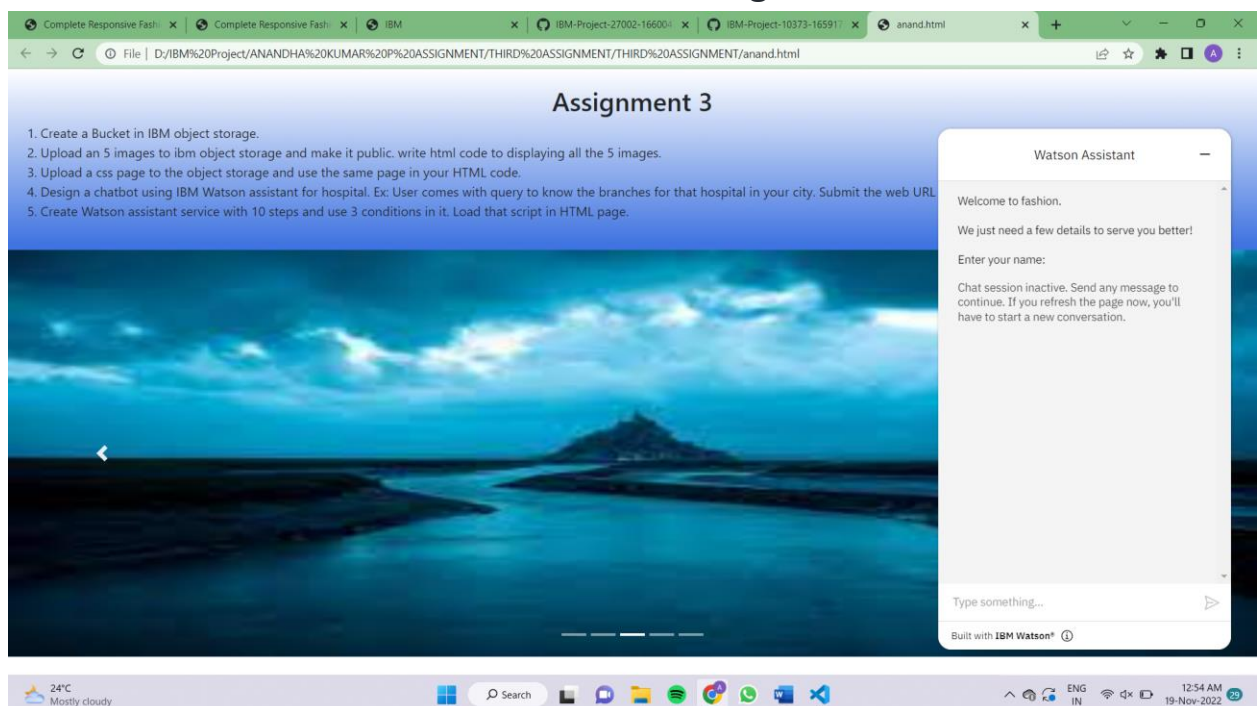 Complete Responsive Fashi
Complete Responsive Fashi
IBM
IBM-Project-27002-166004
IBM-Project-10373-165917
anand.html
File | D:/IBM%20Project/ANANDHA%20KUMAR%20P%20ASSIGNMENT/THIRD%20ASSIGNMENT/THIRD%20ASSIGNMENT/anand.html
A
Assignment 3
1. Create a Bucket in IBM object storage.
2. Upload an 5 images to ibm object storage and make it public. write html code to displaying all the 5 images.
3. Upload a css page to the object storage and use the same page in your HTML code.
4. Design a chatbot using IBM Watson assistant for hospital. Ex: User comes with query to know the branches for that hospital in your city. Submit the web URL
5. Create Watson assistant service with 10 steps and use 3 conditions in it. Load that script in HTML page.
Watson Assistant
Welcome to fashion.
We just need a few details to serve you better!
Enter your name:
Chat session inactive. Send any message to
continue. If you refresh the page now, you'll
have to start a new conversation.
Type something...
Built with IBM Watson®
24°C
Mostly cloudy
Search
ENG
IN
12:54 AM
19-Nov-2022
29